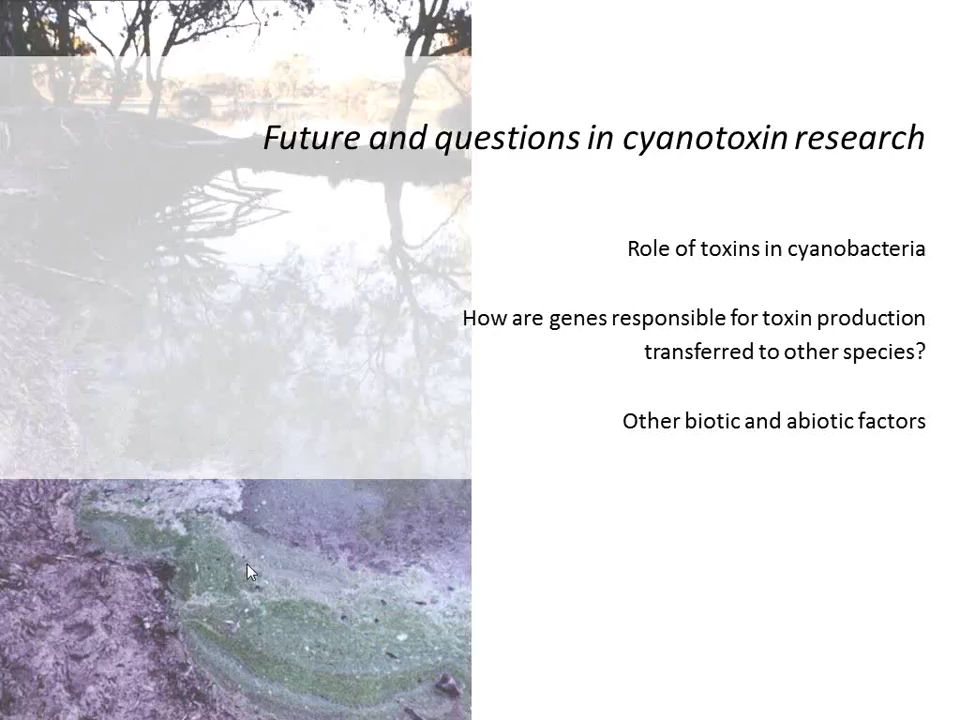 Future and questions in cyanotoxin research
Role of toxins in cyanobacteria
How are genes responsible for toxin production
transferred to other species?
Other biotic and abiotic factors